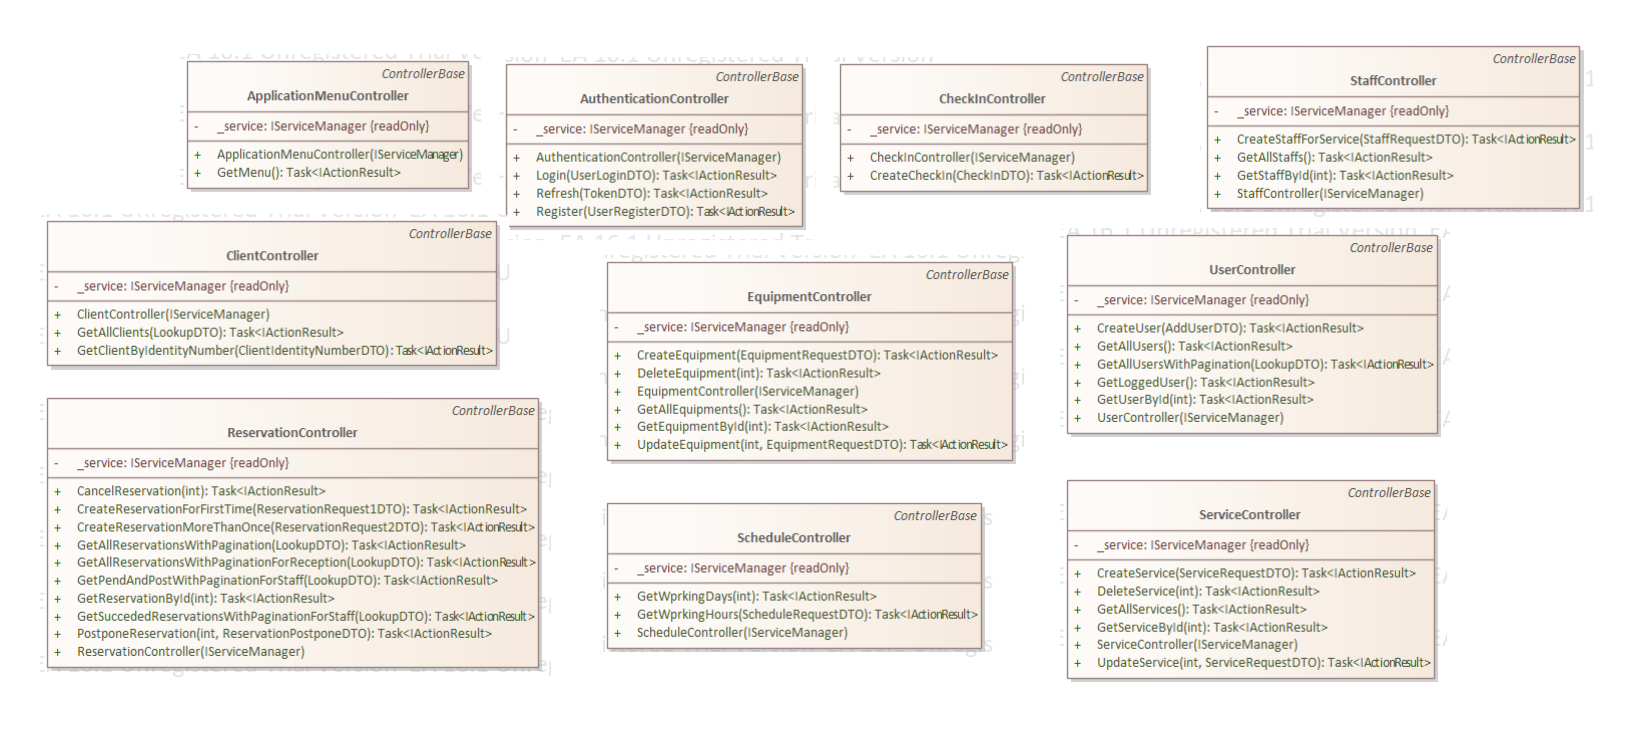 ControllerBase
ApplicationMenuController
- _service: IServiceManager {readOnly}
+ ApplicationMenuController(IServiceManager)
+ GetMenu(): Task<IActionResult>
ControllerBase
AuthenticationController
- _service: IServiceManager {readOnly}
+ AuthenticationController(IServiceManager)
+ Login(UserLoginDTO): Task<IActionResult>
+ Refresh(TokenDTO): Task<IActionResult>
+ Register(UserRegisterDTO): Task<IActionResult>
ControllerBase
CheckInController
- _service: IServiceManager {readOnly}
+ CheckInController(IServiceManager)
+ CreateCheckIn(CheckInDTO): Task<IActionResult>
ControllerBase
StaffController
- _service: IServiceManager {readOnly}
+ CreateStaffForService(StaffRequestDTO): Task<IActionResult>
+ GetAllStaffs(): Task<IActionResult>
+ GetStaffById(int): Task<IActionResult>
+ StaffController(IServiceManager)
ControllerBase
ClientController
- _service: IServiceManager {readOnly}
+ ClientController(IServiceManager)
+ GetAllClients(LookupDTO): Task<IActionResult>
+ GetClientByIdentityNumber(ClientIdentityNumberDTO): Task<IActionResult>
ControllerBase
EquipmentController
- _service: IServiceManager {readOnly}
+ CreateEquipment(EquipmentRequestDTO): Task<IActionResult>
+ DeleteEquipment(int): Task<IActionResult>
+ EquipmentController(IServiceManager)
+ GetAllEquipments(): Task<IActionResult>
+ GetEquipmentById(int): Task<IActionResult>
+ UpdateEquipment(int, EquipmentRequestDTO): Task<IActionResult>
ControllerBase
UserController
- _service: IServiceManager {readOnly}
+ CreateUser(AddUserDTO): Task<IActionResult>
+ GetAllUsers(): Task<IActionResult>
+ GetAllUsersWithPagination(LookupDTO): Task<IActionResult>
+ GetLoggedUser(): Task<IActionResult>
+ GetUserById(int): Task<IActionResult>
+ UserController(IServiceManager)
ControllerBase
ReservationController
- _service: IServiceManager {readOnly}
+ CancelReservation(int): Task<IActionResult>
+ CreateReservationForFirstTime(ReservationRequest1DTO): Task<IActionResult>
+ CreateReservationMoreThanOnce(ReservationRequest2DTO): Task<IActionResult>
+ GetAllReservationsWithPagination(LookupDTO): Task<IActionResult>
+ GetAllReservationsWithPaginationForReception(LookupDTO): Task<IActionResult>
+ GetPendAndPostWithPaginationForStaff(LookupDTO): Task<IActionResult>
+ GetReservationById(int): Task<IActionResult>
+ GetSuccededReservationsWithPaginationForStaff(LookupDTO): Task<IActionResult>
+ PostponeReservation(int, ReservationPostponeDTO): Task<IActionResult>
+ ReservationController(IServiceManager)
ControllerBase
ScheduleController
- _service: IServiceManager {readOnly}
+ GetWprkingDays(int): Task<IActionResult>
+ GetWprkingHours(ScheduleRequestDTO): Task<IActionResult>
+ ScheduleController(IServiceManager)
ControllerBase
ServiceController
- _service: IServiceManager {readOnly}
+ CreateService(ServiceRequestDTO): Task<IActionResult>
+ DeleteService(int): Task<IActionResult>
+ GetAllServices(): Task<IActionResult>
+ GetServiceById(int): Task<IActionResult>
+ ServiceController(IServiceManager)
+ UpdateService(int, ServiceRequestDTO): Task<IActionResult>